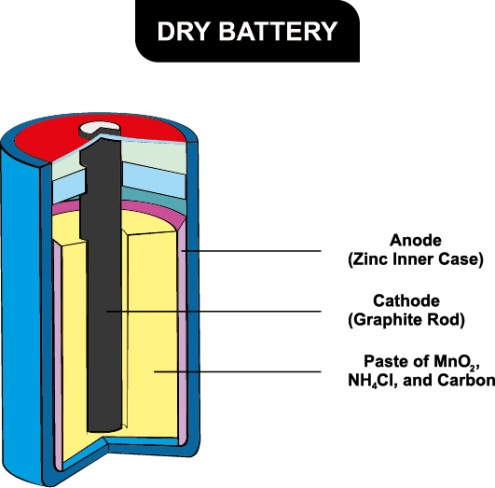 DRY BATTERY
Anode
(Zinc Inner Case)
Cathode
(Graphite Rod)
Paste of MnO₂,
NH₄Cl, and Carbon